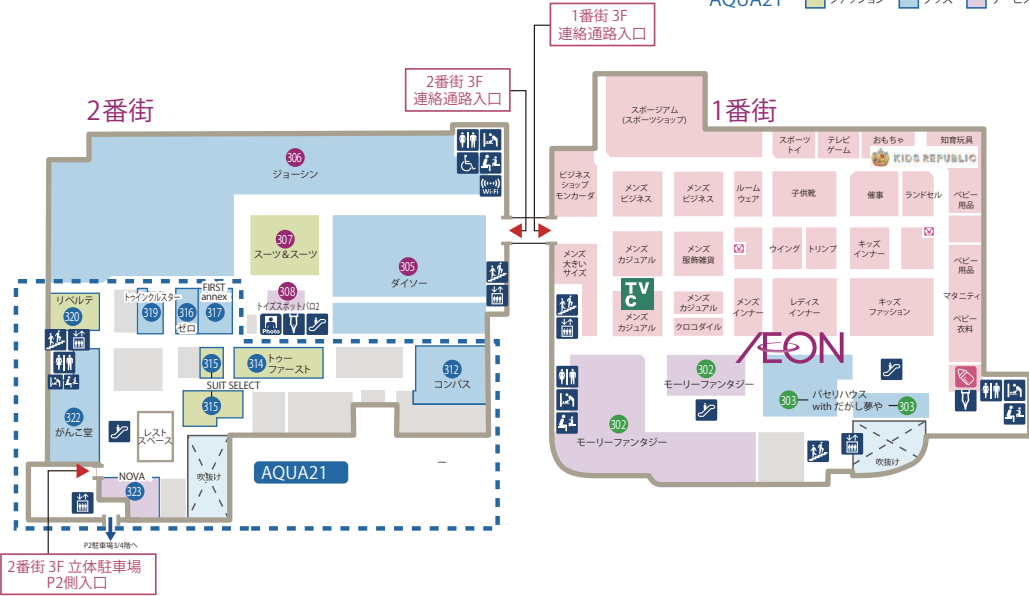 AQUA21
ファッション
グッズ
サービス
1番街 3F
連絡通路入口
2番街 3F
連絡通路入口
2番街
1番街
306
ジョーシン
Wi-Fi
307
スーツ&スーツ
305
ダイソー
308
トイズスポットパロ2
Photo
リベルテ
320
トゥインクルスター
319
316
ゼロ
FIRST
annex
317
315
314
トゥー
ファースト
SUIT SELECT
315
312
コンパス
322
がんこ堂
レスト
スペース
吹抜け
AQUA21
NOVA
323
P2駐車場3/4階へ
2番街 3F 立体駐車場
P2側入口
スポージアム
(スポーツショップ)
スポーツ
トイ
テレビ
ゲーム
おもちゃ
知育玩具
KIDS REPUBLIC
ビジネス
ショップ
モンカーダ
メンズ
ビジネス
メンズ
ビジネス
ルーム
ウェア
子供靴
催事
ランドセル
ベビー
用品
メンズ
大きい
サイズ
メンズ
カジュアル
メンズ
服飾雑貨
ウイング
トリンプ
キッズ
インナー
ベビー
用品
TV
C
メンズ
カジュアル
メンズ
カジュアル
クロコダイル
メンズ
インナー
レディス
インナー
キッズ
ファッション
マタニティ
ベビー
衣料
ÆON
302
モーリーファンタジー
302
モーリーファンタジー
303
パセリハウス
with だがし夢や
303
吹抜け